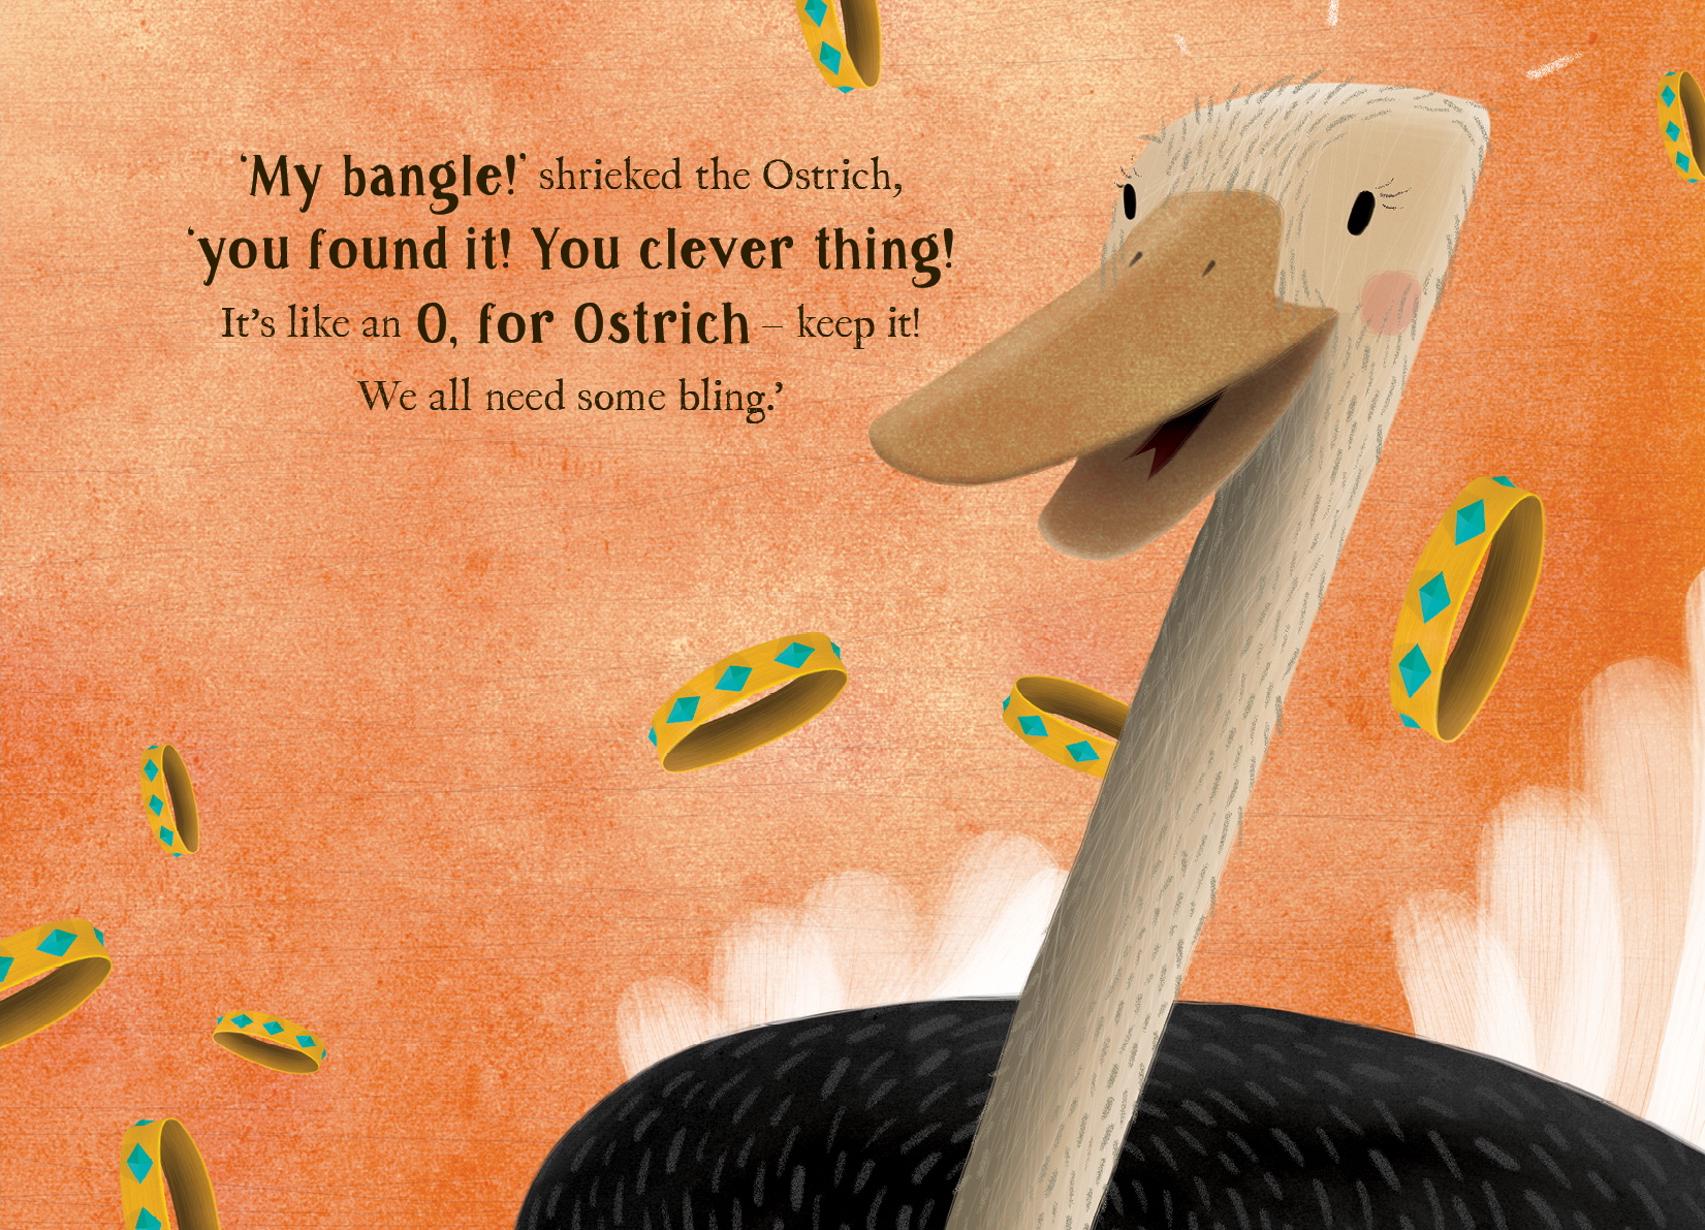 ‘My bangle!’ shrieked the Ostrich,
‘you found it! You clever thing!
It’s like an O, for Ostrich – keep it!
We all need some bling.’